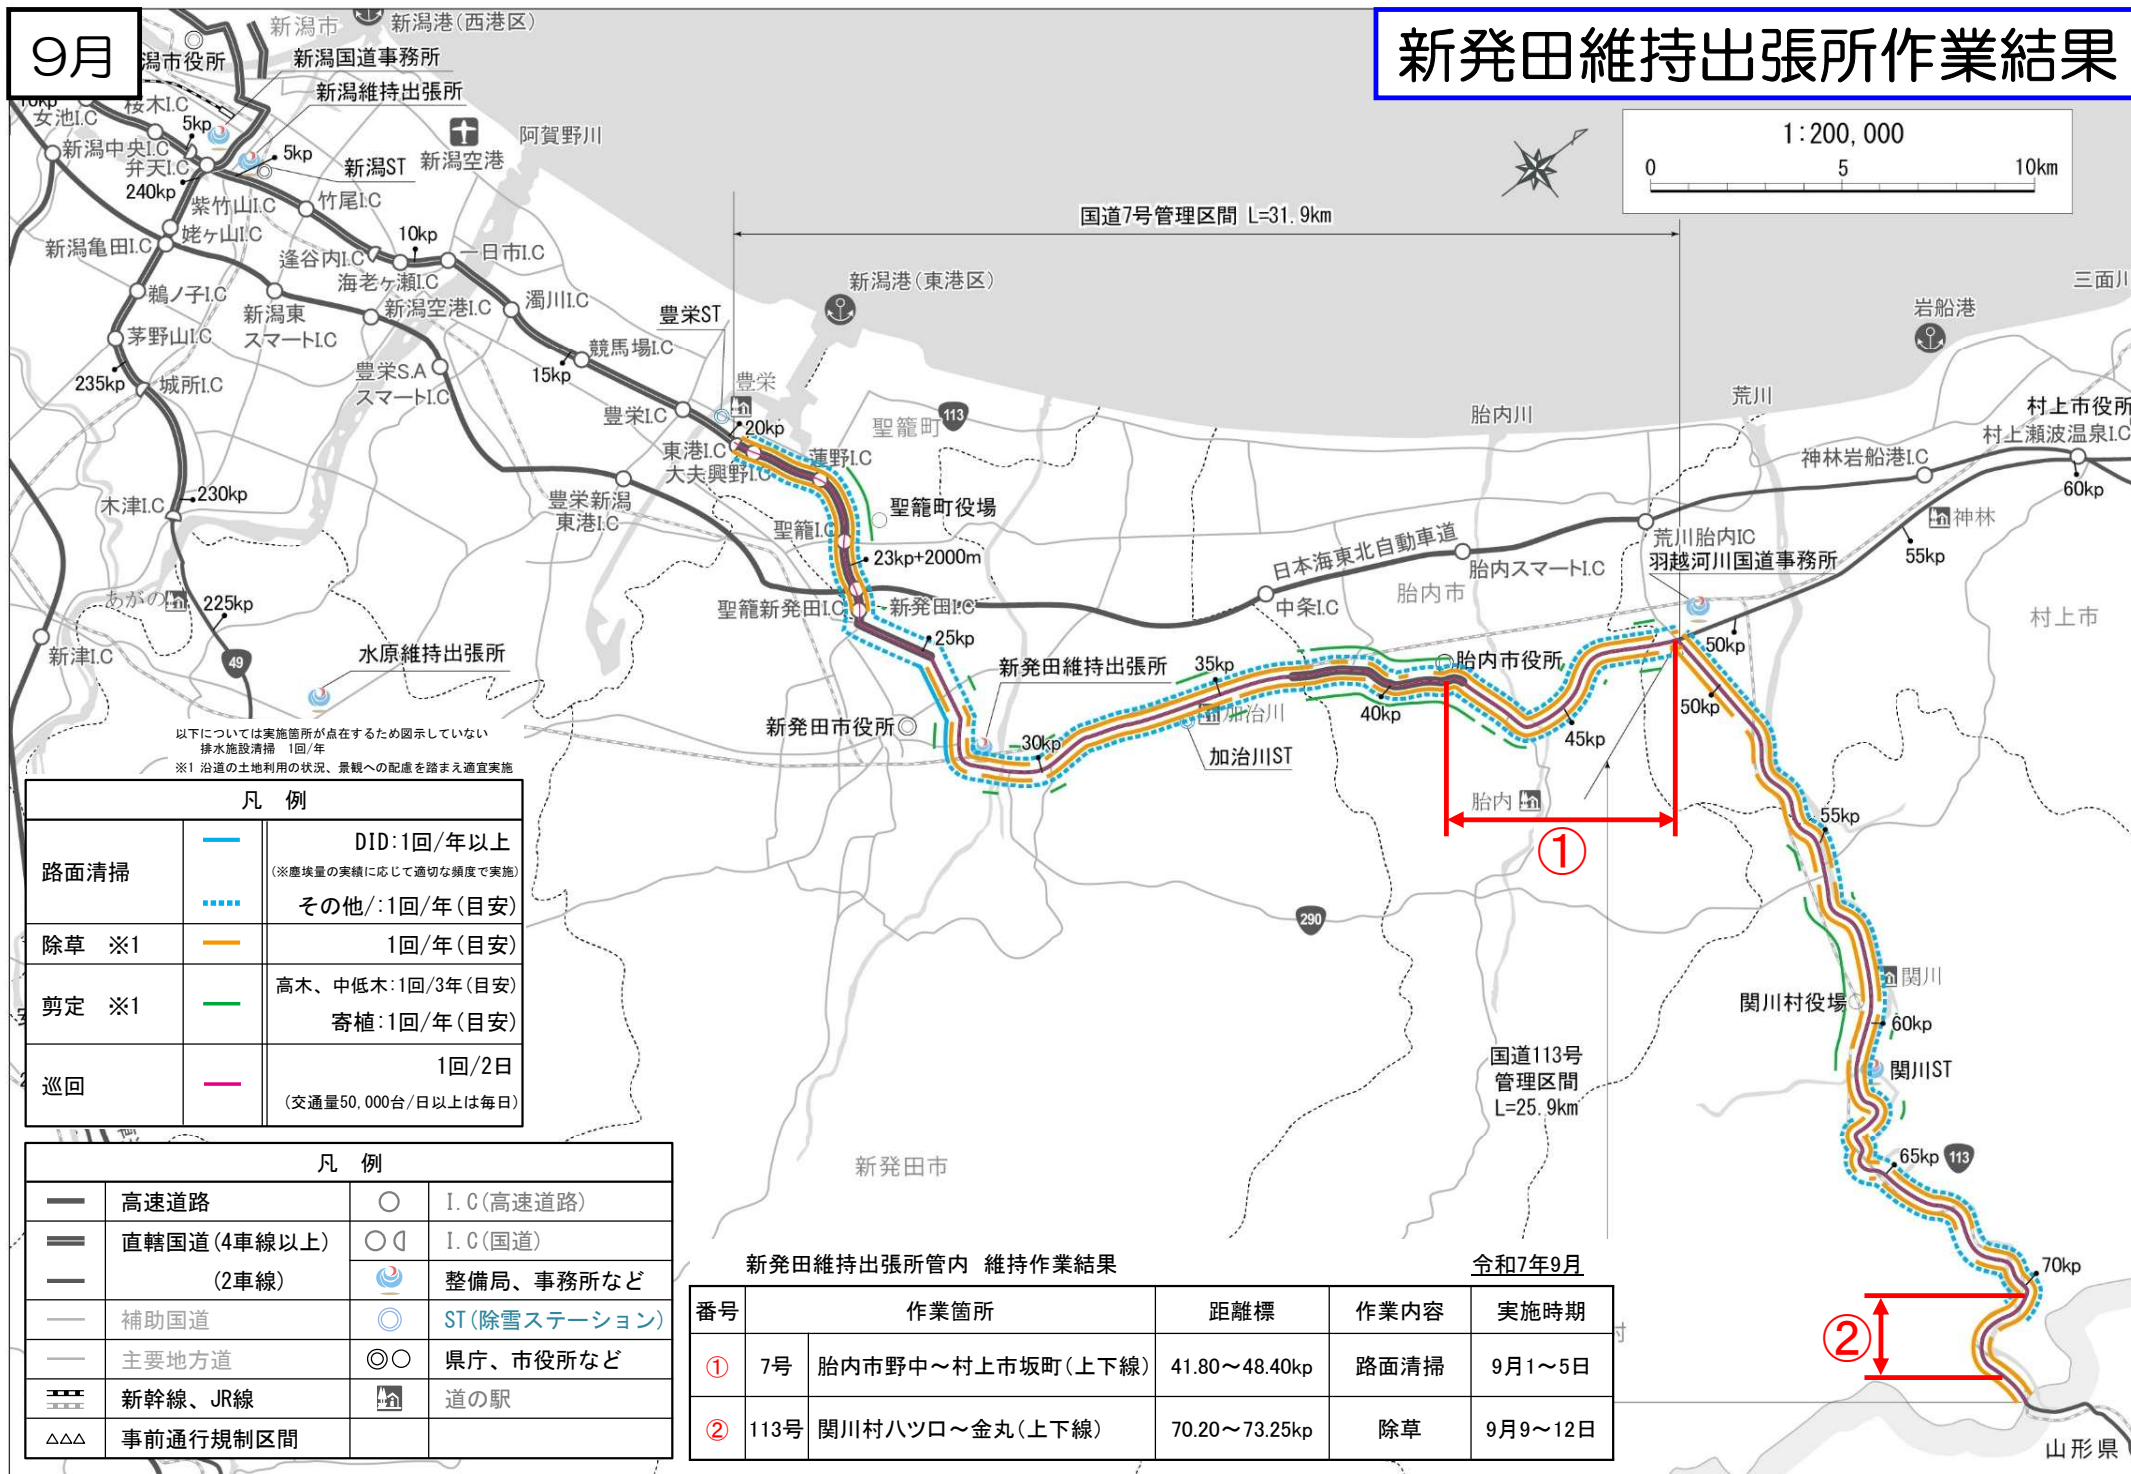 9月
新発田維持出張所作業結果
新潟市
新潟港(西港区)
潟市役所
新潟国道事務所
新潟維持出張所
桜木I.C
女池I.C
5kp
新潟中央I.C
弁天I.C
5kp
新潟ST
新潟空港
阿賀野川
240kp
紫竹山I.C
竹尾I.C
姥ヶ山I.C
新潟亀田I.C
逢谷内I.C
10kp
一日市I.C
海老ヶ瀬I.C
鵜ノ子I.C
新潟東
スマートI.C
新潟空港I.C
濁川I.C
茅野山I.C
235kp
城所I.C
豊栄S.A
スマートI.C
15kp
競馬場I.C
豊栄ST
新潟港(東港区)
国道7号管理区間 L=31.9km
1:200,000
0 5 10km
三面川
岩船港
豊栄
豊栄I.C
20kp
東港I.C
大夫興野I.C
蓮野I.C
聖籠町
113
胎内川
荒川
村上市役所
村上瀬波温泉I.C
神林岩船港I.C
60kp
神林
55kp
木津I.C
230kp
豊栄新潟
東港I.C
聖籠I.C
聖籠町役場
23kp+2000m
日本海東北自動車道
胎内スマートI.C
荒川胎内IC
羽越河川国道事務所
あがの
225kp
聖籠新発田I.C
新発田I.C
中条I.C
胎内市
村上市
新津I.C
49
水原維持出張所
25kp
新発田維持出張所
35kp
胎内市役所
50kp
50kp
新発田市役所
30kp
加治川
加治川ST
40kp
45kp
胎内
①
55kp
290
関川
関川村役場
60kp
関川ST
国道113号
管理区間
L=25.9km
新発田市
65kp
113
70kp
②
山形県
村
以下については実施箇所が点在するため図示していない
排水施設清掃 1回/年
※1 沿道の土地利用の状況、景観への配慮を踏まえ適宜実施
凡 例
路面清掃
DID:1回/年以上
(※塵埃量の実績に応じて適切な頻度で実施)
その他/:1回/年(目安)
除草 ※1 1回/年(目安)
剪定 ※1
高木、中低木:1回/3年(目安)
寄植:1回/年(目安)
巡回
1回/2日
(交通量50,000台/日以上は毎日)
凡 例
高速道路 I.C(高速道路)
直轄国道(4車線以上) I.C(国道)
(2車線) 整備局、事務所など
補助国道 ST(除雪ステーション)
主要地方道 県庁、市役所など
新幹線、JR線 道の駅
事前通行規制区間
新発田維持出張所管内 維持作業結果 令和7年9月
番号 作業箇所 距離標 作業内容 実施時期
① 7号 胎内市野中～村上市坂町(上下線) 41.80～48.40kp 路面清掃 9月1～5日
② 113号 関川村八ツ口～金丸(上下線) 70.20～73.25kp 除草 9月9～12日